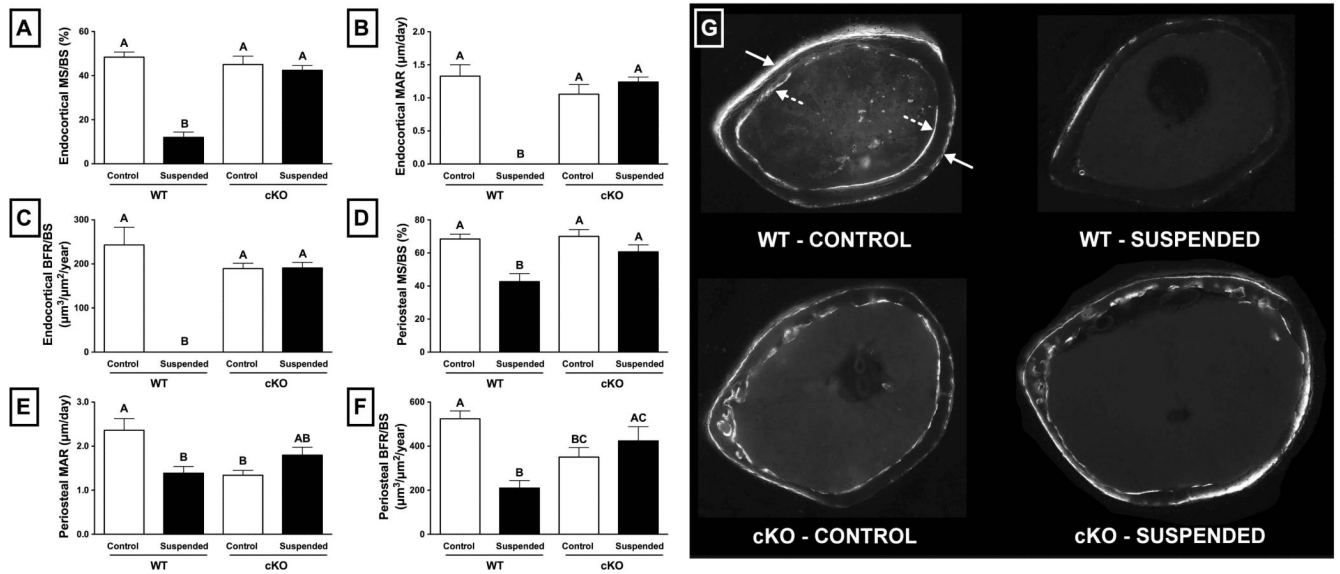 A
Endocortical MS/BS (%)
60
40
20
0
A
B
A
A
Control
Suspended
Control
Suspended
WT
cKO
B
Endocortical MAR (μm/day)
2.0
1.5
1.0
0.5
0.0
A
B
A
A
Control
Suspended
Control
Suspended
WT
cKO
C
Endocortical BFR/BS
(μm³/μm²/year)
300
200
100
0
A
B
A
A
Control
Suspended
Control
Suspended
WT
cKO
D
Periosteal MS/BS (%)
80
60
40
20
0
A
B
A
A
Control
Suspended
Control
Suspended
WT
cKO
E
Periosteal MAR (μm/day)
3.0
2.0
1.0
0.0
A
B
B
AB
Control
Suspended
Control
Suspended
WT
cKO
F
Periosteal BFR/BS
(μm³/μm²/year)
600
400
200
0
A
B
BC
AC
Control
Suspended
Control
Suspended
WT
cKO
G
WT - CONTROL
WT - SUSPENDED
cKO - CONTROL
cKO - SUSPENDED